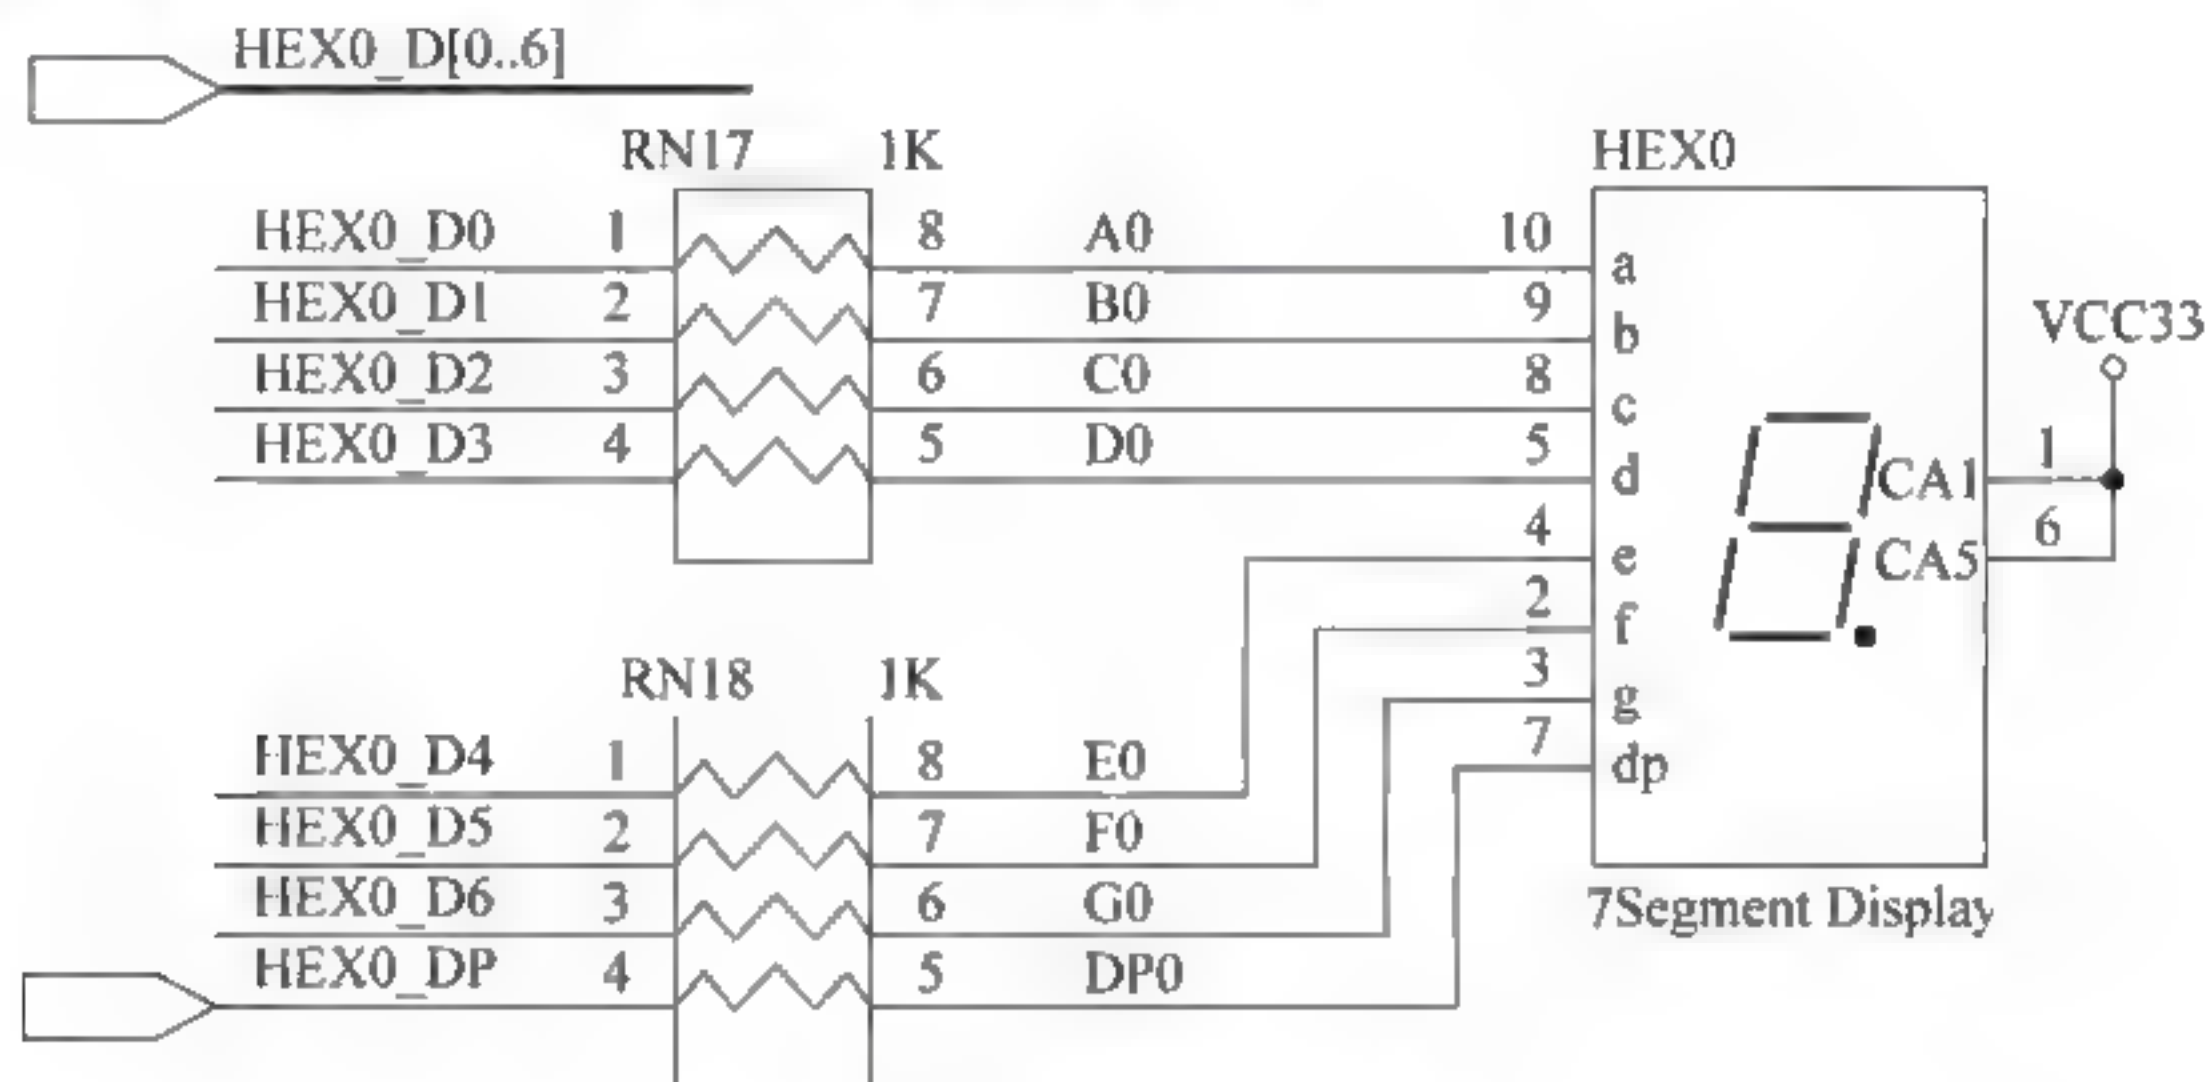 HEX0_D[0..6]
RN17 1K HEX0
HEX0_D0 1 8 A0 10 a
HEX0_D1 2 7 B0 9 b
VCC33
HEX0_D2 3 6 C0 8 c
HEX0_D3 4 5 D0 5 d CA1 1
4 e CA5 6
2 f
RN18 1K 3 g
7 dp
HEX0_D4 1 8 E0
HEX0_D5 2 7 F0
HEX0_D6 3 6 G0 7Segment Display
HEX0_DP 4 5 DP0